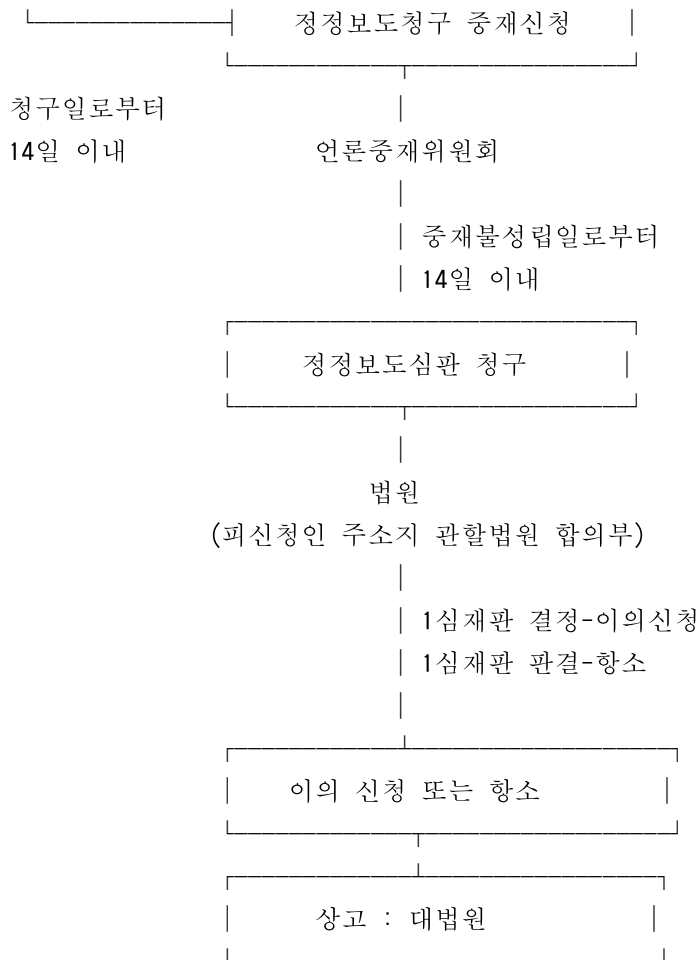 정정보도청구 중재신청
청구일로부터
14일 이내
언론중재위원회
중재불성립일로부터
14일 이내
정정보도심판 청구
법원
(피신청인 주소지 관할법원 합의부)
1심재판 결정-이의신청
1심재판 판결-항소
이의 신청 또는 항소
상고 : 대법원